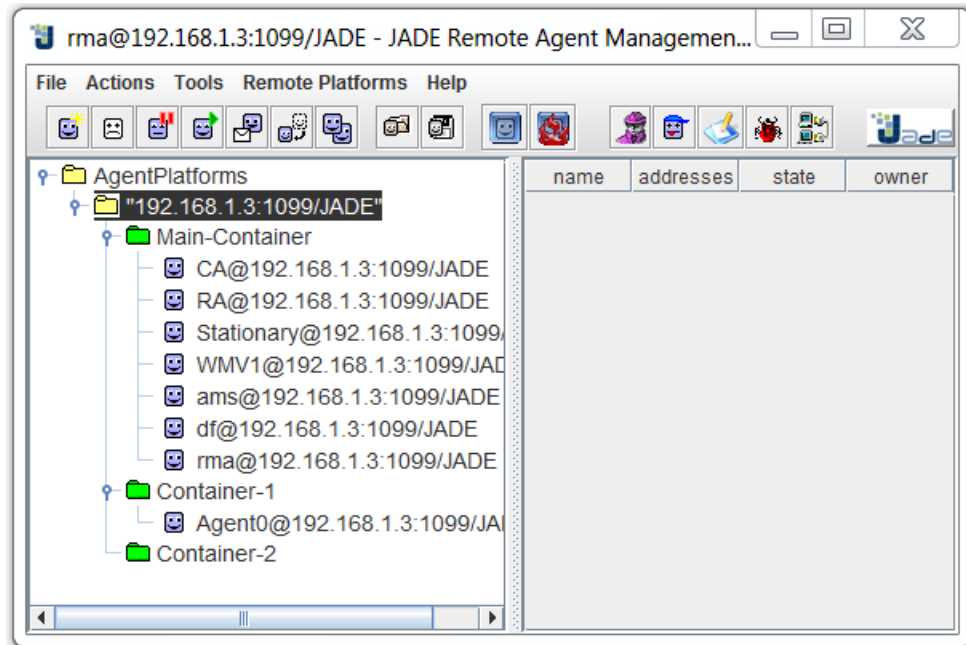 rma@192.168.1.3:1099/JADE - JADE Remote Agent Managemen...
File Actions Tools Remote Platforms Help
Jade
AgentPlatforms
name addresses state owner
"192.168.1.3:1099/JADE"
Main-Container
CA@192.168.1.3:1099/JADE
RA@192.168.1.3:1099/JADE
Stationary@192.168.1.3:1099/
WMV1@192.168.1.3:1099/JAD
ams@192.168.1.3:1099/JADE
df@192.168.1.3:1099/JADE
rma@192.168.1.3:1099/JADE
Container-1
Agent0@192.168.1.3:1099/JA
Container-2